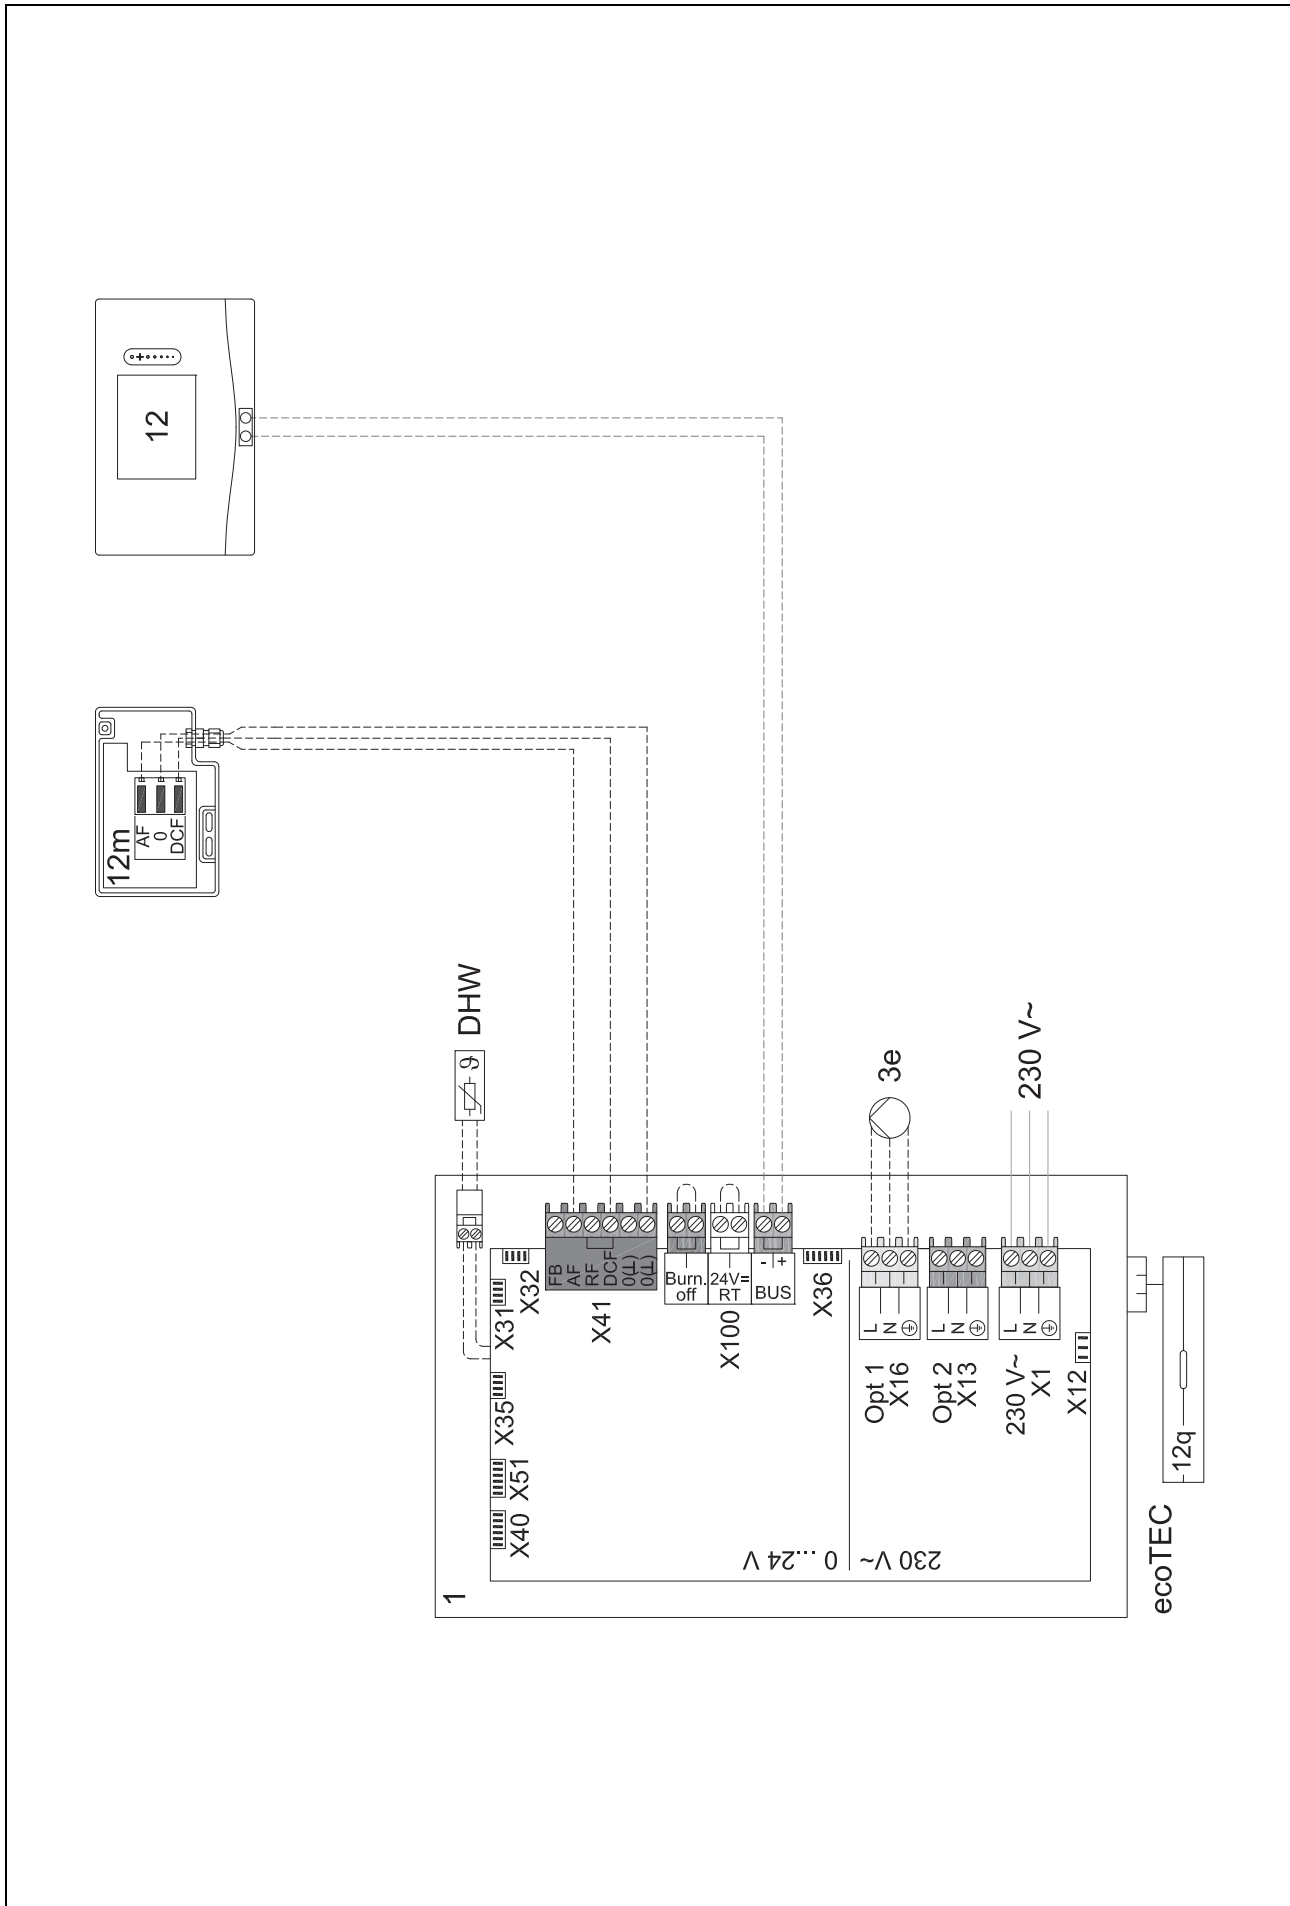 12
12m
AF
0
DCF
DHW
ϑ
1
X40
X51
X35
X31
X32
FB
AF
RF
DCF
0(⊥)
0(⊥)
X41
Burn.
off
24V=
RT
X100
- +
BUS
X36
3e
230 V~
L
N
Opt 1
X16
L
N
Opt 2
X13
L
N
230 V~
X1
X12
0 ...24 V
230 V~
ecoTEC
12q